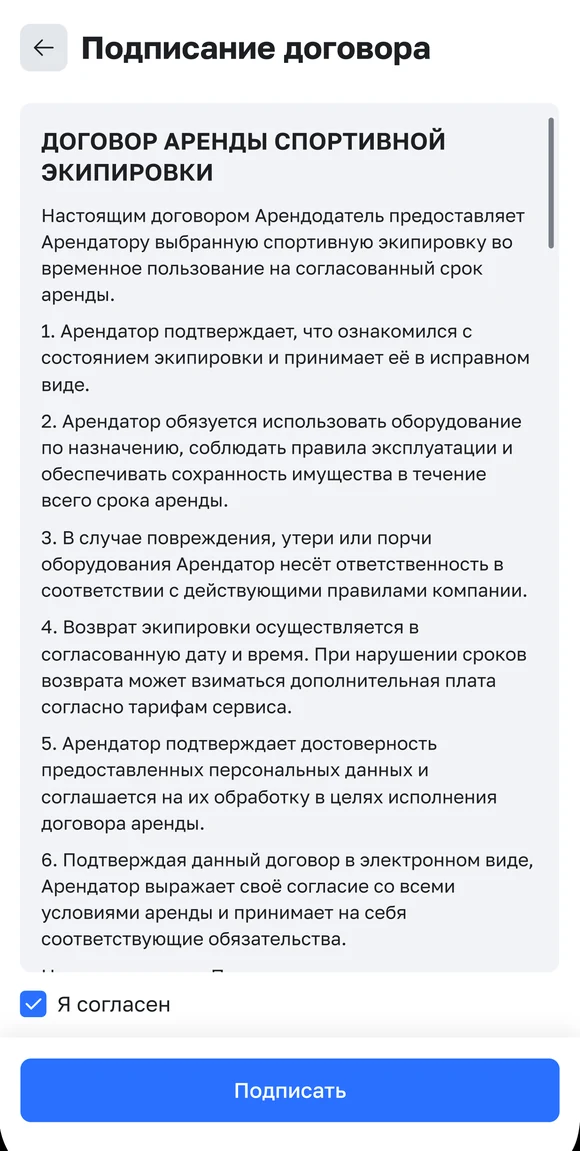 Подписание договора
ДОГОВОР АРЕНДЫ СПОРТИВНОЙ
ЭКИПИРОВКИ
Настоящим договором Арендодатель предоставляет
Арендатору выбранную спортивную экипировку во
временное пользование на согласованный срок
аренды.
1. Арендатор подтверждает, что ознакомился с
состоянием экипировки и принимает её в исправном
виде.
2. Арендатор обязуется использовать оборудование
по назначению, соблюдать правила эксплуатации и
обеспечивать сохранность имущества в течение
всего срока аренды.
3. В случае повреждения, утери или порчи
оборудования Арендатор несёт ответственность в
соответствии с действующими правилами компании.
4. Возврат экипировки осуществляется в
согласованную дату и время. При нарушении сроков
возврата может взиматься дополнительная плата
согласно тарифам сервиса.
5. Арендатор подтверждает достоверность
предоставленных персональных данных и
соглашается на их обработку в целях исполнения
договора аренды.
6. Подтверждая данный договор в электронном виде,
Арендатор выражает своё согласие со всеми
условиями аренды и принимает на себя
соответствующие обязательства.
Я согласен
Подписать